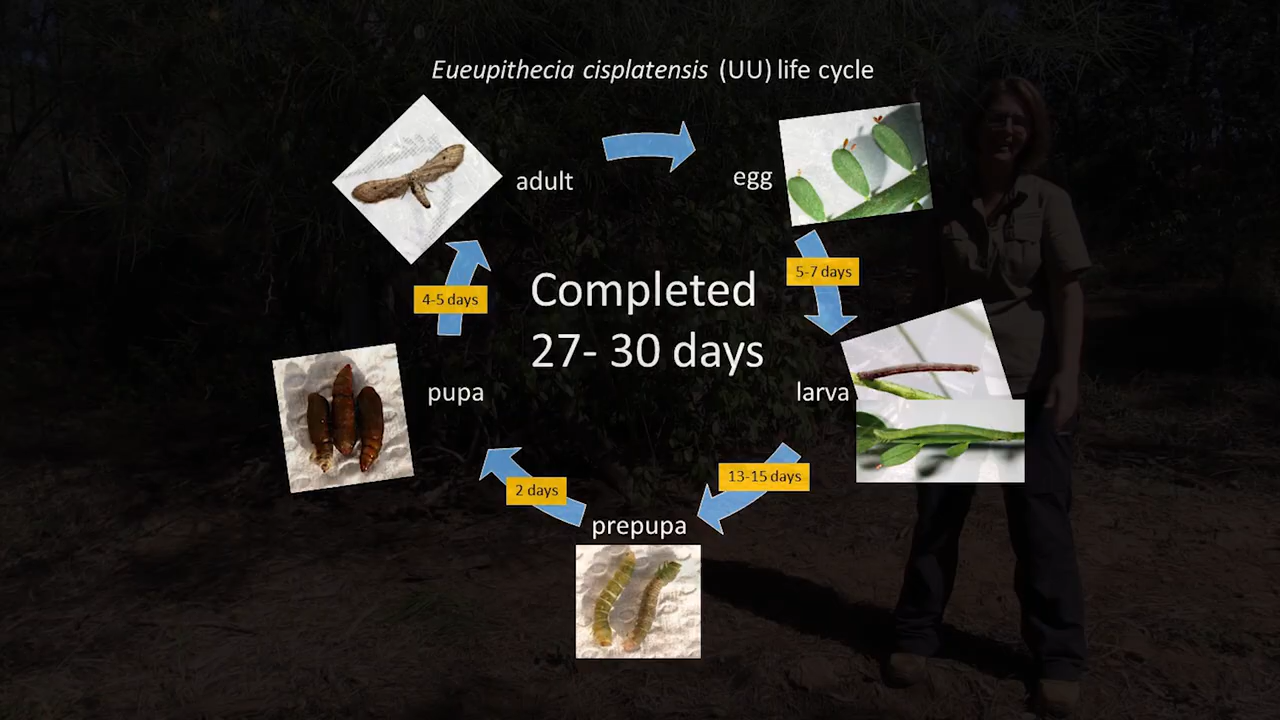 Eueupithecia cisplatensis (UU) life cycle
adult
egg
5-7 days
4-5 days
Completed
27- 30 days
pupa
larva
13-15 days
2 days
prepupa